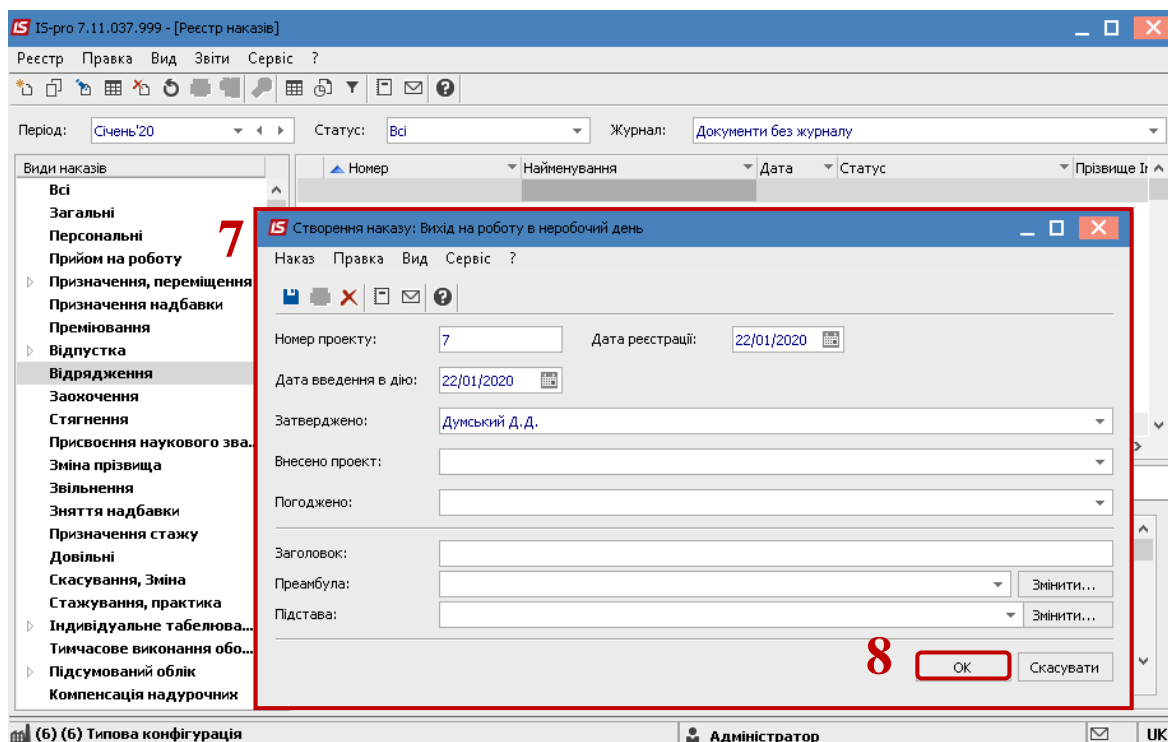 IS-pro 7.11.037.999 - [Реєстр наказів]
Реєстр Правка Вид Звіти Сервіс ?
Період: Січень'20 Статус: Всі Журнал: Документи без журналу
Види наказів Номер Найменування Дата Статус Прізвище Ін
Всі
Загальні
Персональні
Прийом на роботу
Призначення, переміщення
Призначення надбавки
Преміювання
Відпустка
Відрядження
Заохочення
Стягнення
Присвоєння наукового зва...
Зміна прізвища
Звільнення
Зняття надбавки
Призначення стажу
Довільні
Скасування, Зміна
Стажування, практика
Індивідуальне табелюва...
Тимчасове виконання обо...
Підсумований облік
Компенсація надурочних
7
Створення наказу: Вихід на роботу в неробочий день
Наказ Правка Вид Сервіс ?
Номер проекту: 7 Дата реєстрації: 22/01/2020
Дата введення в дію: 22/01/2020
Затверджено: Думський Д.Д.
Внесено проект:
Погоджено:
Заголовок:
Преамбула: Змінити...
Підстава: Змінити...
8 OK Скасувати
(6) (6) Типова конфігурація Адміністратор UK